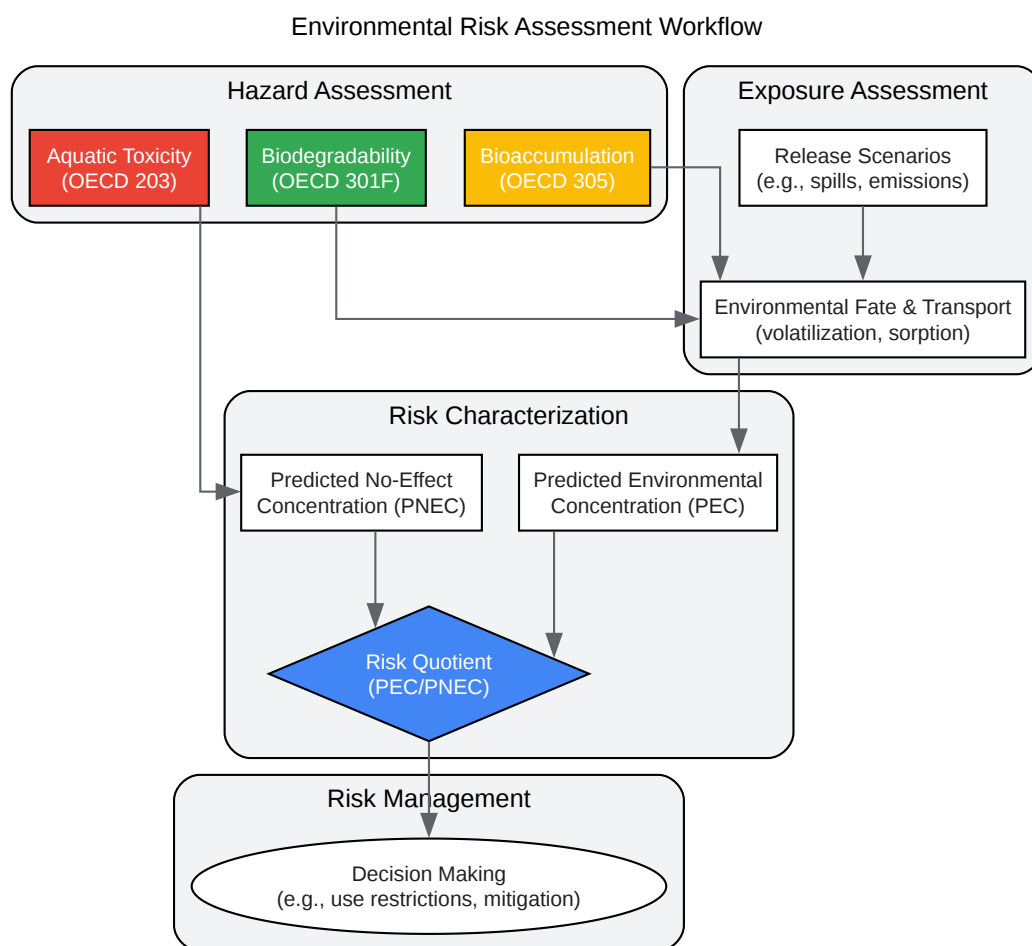 Environmental Risk Assessment Workflow
Hazard Assessment
Aquatic Toxicity
(OECD 203)
Biodegradability
(OECD 301F)
Bioaccumulation
(OECD 305)
Exposure Assessment
Release Scenarios
(e.g., spills, emissions)
Environmental Fate & Transport
(volatilization, sorption)
Risk Characterization
Predicted No-Effect
Concentration (PNEC)
Predicted Environmental
Concentration (PEC)
Risk Quotient
(PEC/PNEC)
Risk Management
Decision Making
(e.g., use restrictions, mitigation)